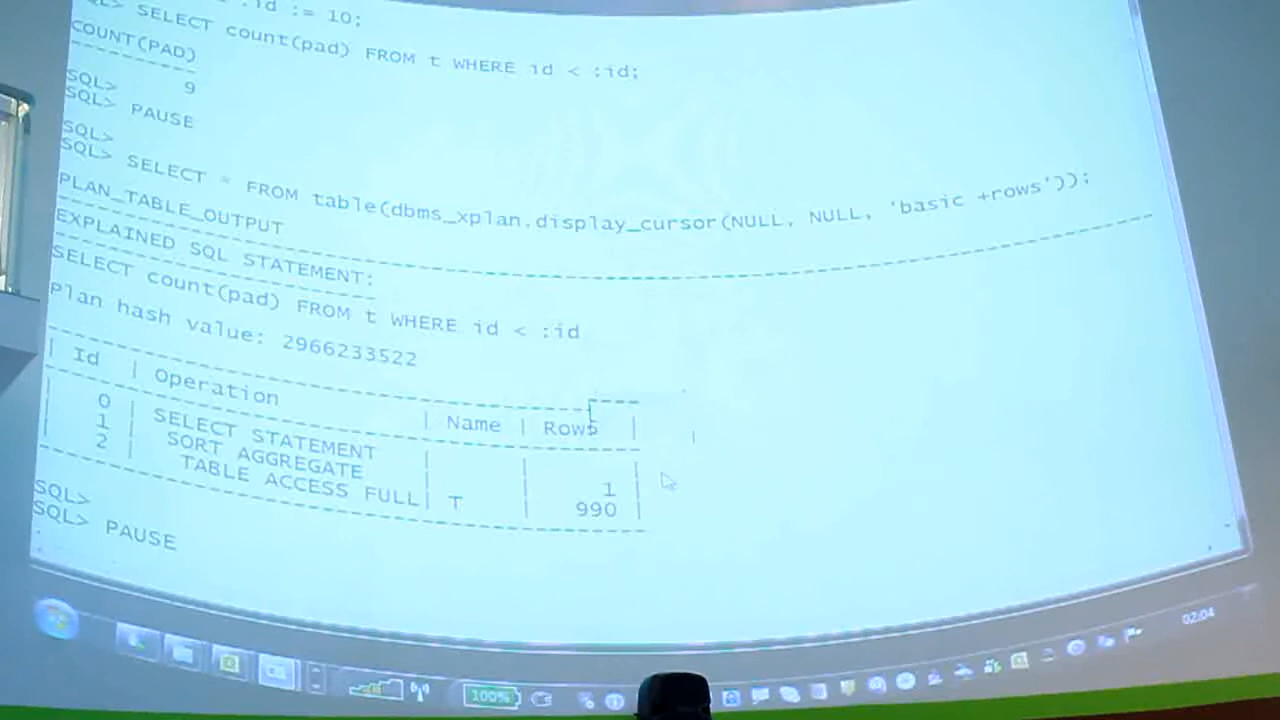 :id := 10;
SQL> SELECT count(pad) FROM t WHERE id < :id;
COUNT(PAD)
----------
9
SQL>
SQL> PAUSE
SQL>
SQL> SELECT * FROM table(dbms_xplan.display_cursor(NULL, NULL, 'basic +rows'));
PLAN_TABLE_OUTPUT
EXPLAINED SQL STATEMENT:
SELECT count(pad) FROM t WHERE id < :id
Plan hash value: 2966233522
| Id | Operation | Name | Rows |
| 0 | SELECT STATEMENT | | |
| 1 | SORT AGGREGATE | | 1 |
| 2 | TABLE ACCESS FULL| T | 990 |
SQL>
SQL> PAUSE
100%
02:04